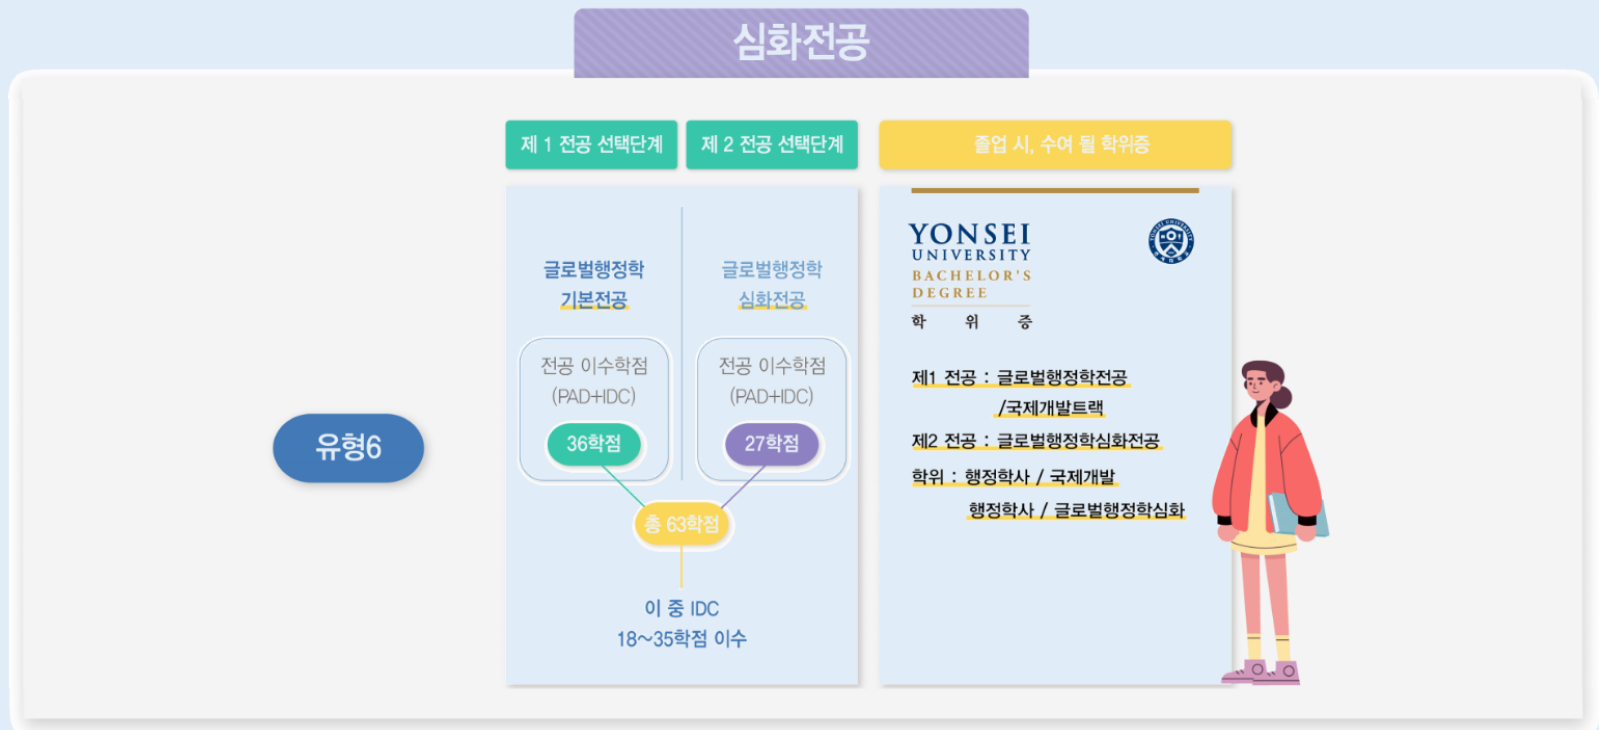 심화전공
제 1 전공 선택단계
제 2 전공 선택단계
졸업 시, 수여 될 학위증
유형6
글로벌행정학
기본전공
전공 이수학점
(PAD+IDC)
36학점
글로벌행정학
심화전공
전공 이수학점
(PAD+IDC)
27학점
총 63학점
이 중 IDC
18~35학점 이수
YONSEI
UNIVERSITY
BACHELOR'S
DEGREE
학 위 증
제1 전공 : 글로벌행정학전공
/국제개발트랙
제2 전공 : 글로벌행정학심화전공
학위 : 행정학사 / 국제개발
행정학사 / 글로벌행정학심화